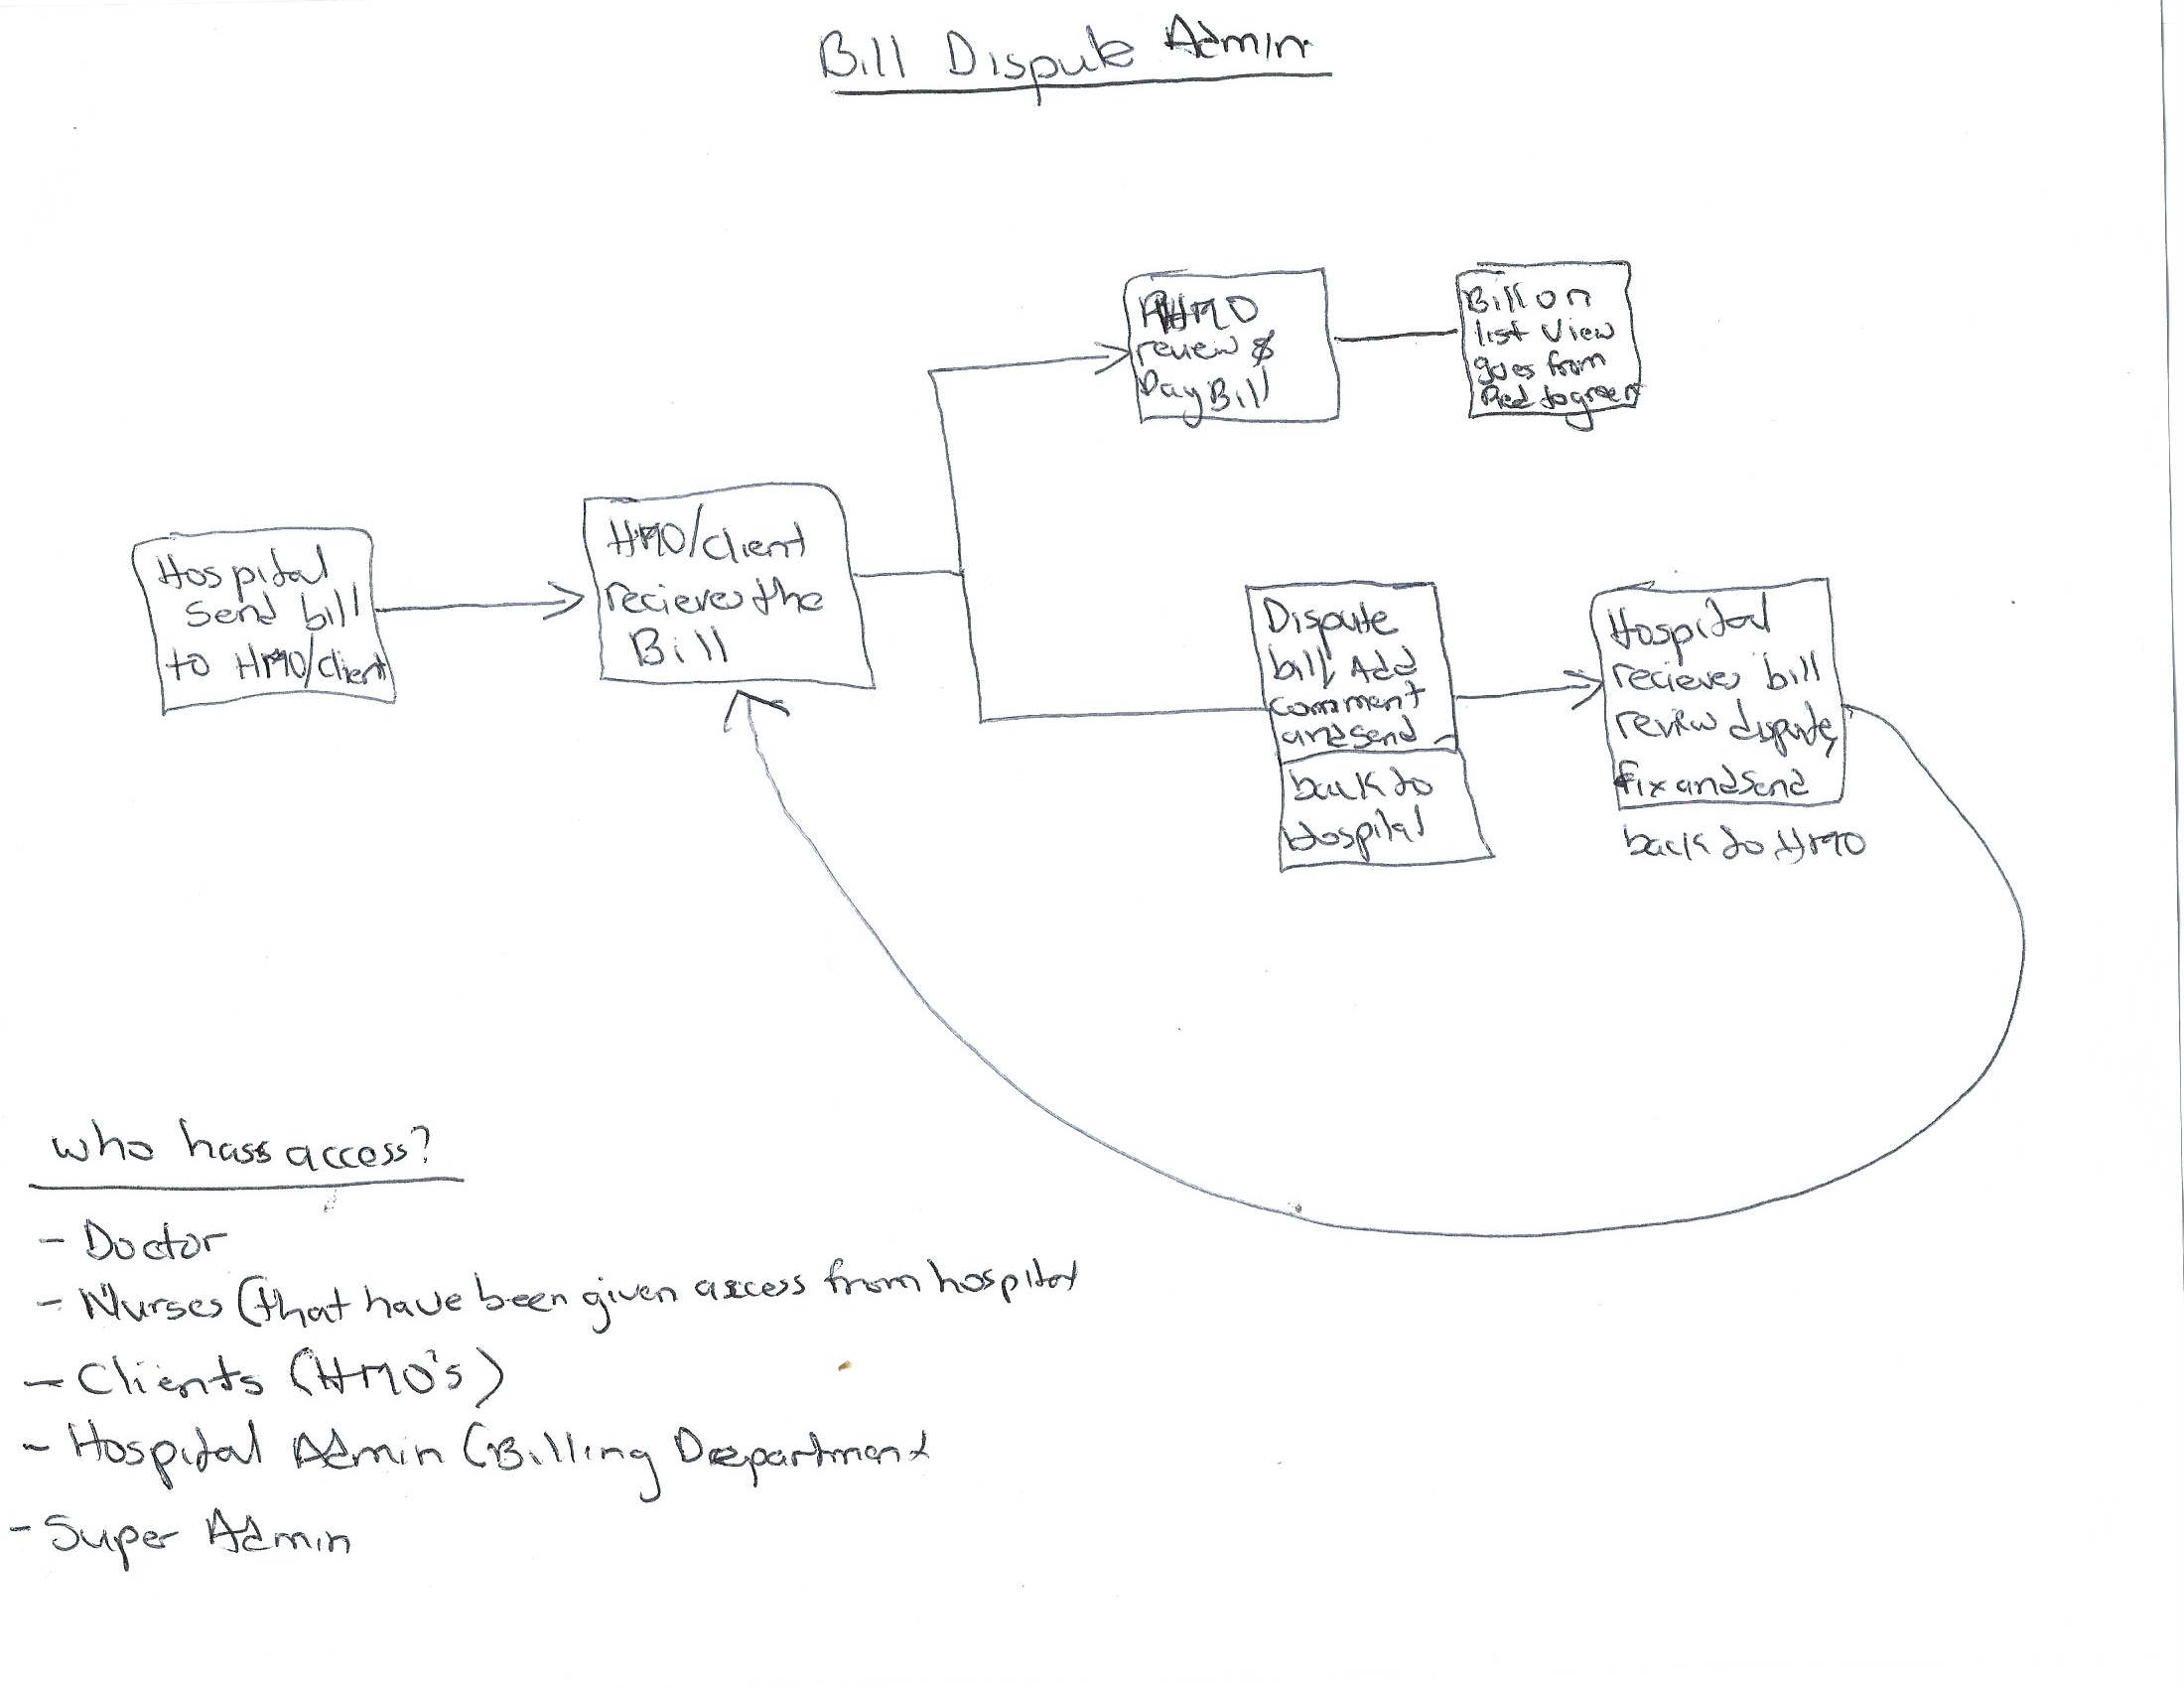 Bill Dispute Admin
HMO
review &
Pay Bill
Bill on
list View
goes from
Red to green
Hospital
Send bill
to HMO/client
HMO/client
recieves the
Bill
Dispute
bill, Add
comment
and send
back to
Hospital
Hospital
recieves bill
review dispute,
fix and send
back to HMO
who hass access?
- Doctor
- Nurses (that have been given access from hospital
- Clients (HMO's)
- Hospital Admin (Billing Department
- Super Admin